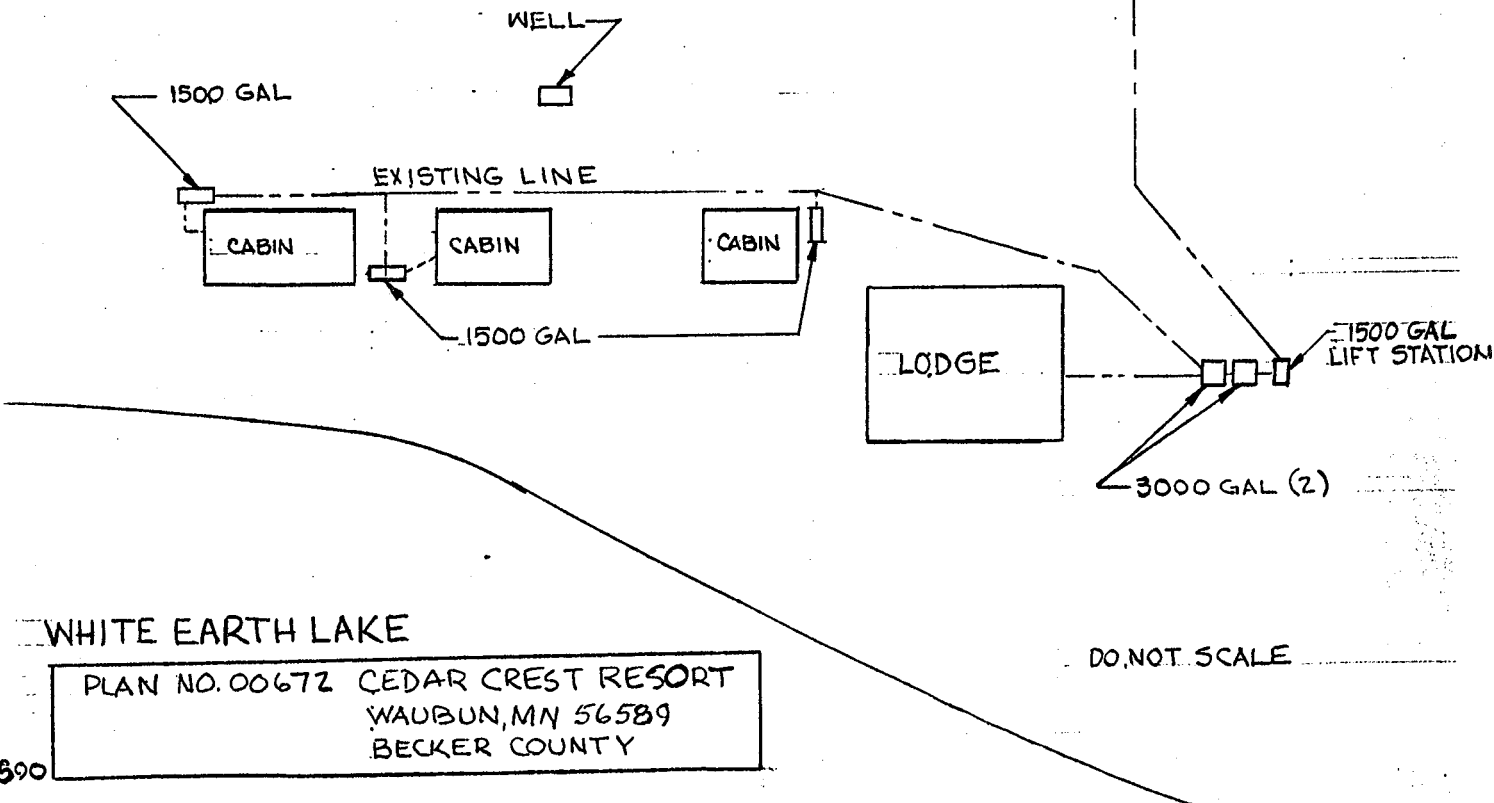 WELL
1500 GAL
EXISTING LINE
CABIN
CABIN
CABIN
1500 GAL
LODGE
1500 GAL
LIFT STATION
3000 GAL (2)
WHITE EARTH LAKE
DO NOT SCALE
PLAN NO. 00672 CEDAR CREST RESORT
WAUBUN, MN 56589
BECKER COUNTY